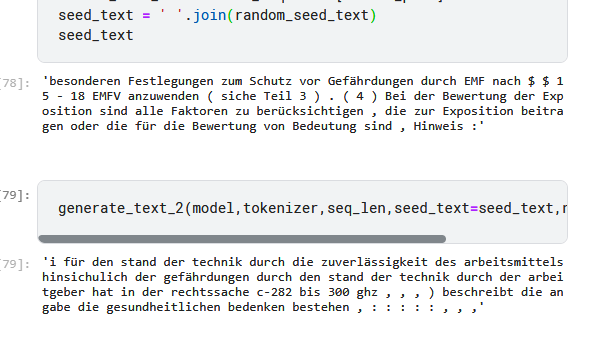 seed_text = ' '.join(random_seed_text)
seed_text
[78]:
'besonderen Festlegungen zum Schutz vor Gefährdungen durch EMF nach $ $ 1
5 - 18 EMFV anzuwenden ( siche Teil 3 ) . ( 4 ) Bei der Bewertung der Exp
osition sind alle Faktoren zu berücksichtigen , die zur Exposition beitra
gen oder die für die Bewertung von Bedeutung sind , Hinweis :'
[79]:
generate_text_2(model,tokenizer,seq_len,seed_text=seed_text,
[79]:
'i für den stand der technik durch die zuverlässigkeit des arbeitsmittels
hinsichulich der gefährdungen durch den stand der technik durch der arbei
tgeber hat in der rechtssache c-282 bis 300 ghz , , , ) beschreibt die an
gabe die gesundheitlichen bedenken bestehen , : : : : : , , ,'